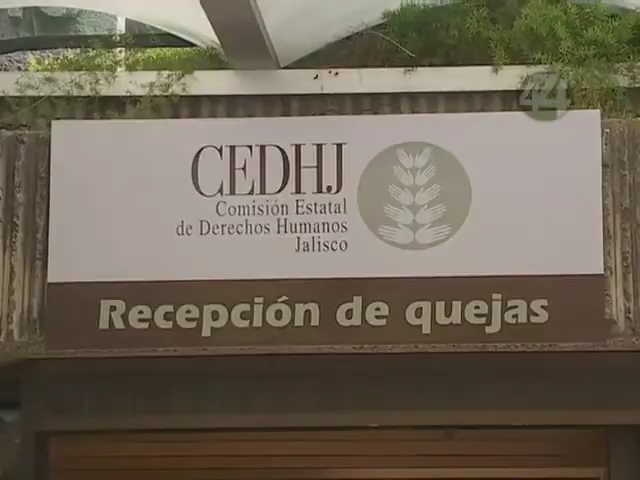 44
CEDHJ
Comisión Estatal
de Derechos Humanos
Jalisco
Recepción de quejas